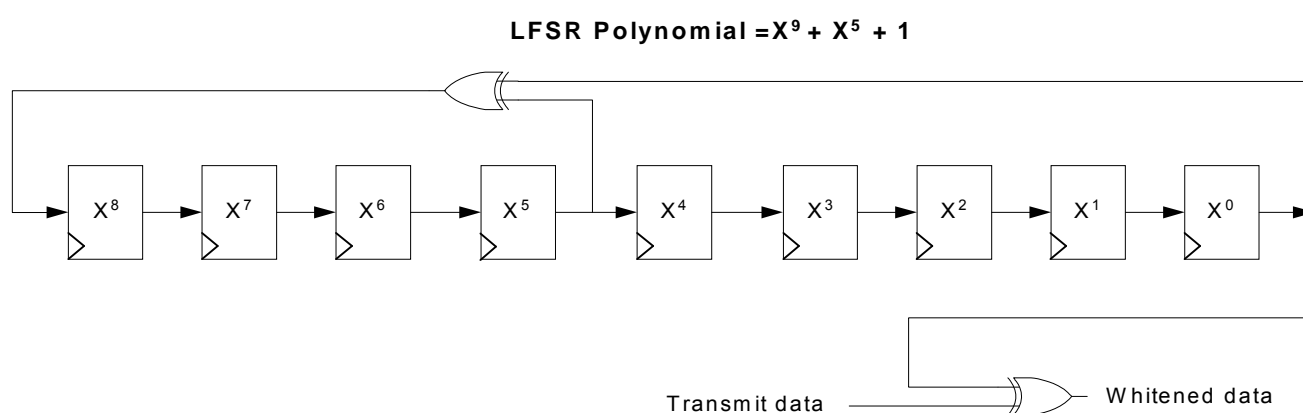 LFSR Polynomial =X⁹ + X⁵ + 1
X⁸ X⁷ X⁶ X⁵ X⁴ X³ X² X¹ X⁰
Transmit data
Whitened data